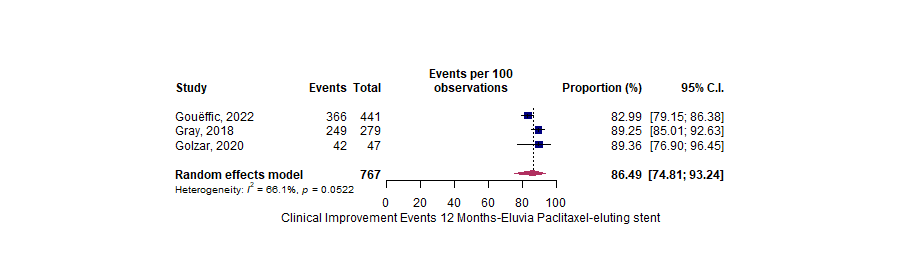 Events per 100
Study Events Total observations Proportion (%) 95% C.I.
Gouëffic, 2022 366 441 82.99 [79.15; 86.38]
Gray, 2018 249 279 89.25 [85.01; 92.63]
Golzar, 2020 42 47 89.36 [76.90; 96.45]
Random effects model 767 86.49 [74.81; 93.24]
Heterogeneity: I² = 66.1%, p = 0.0522
0 20 40 60 80 100
Clinical Improvement Events 12 Months-Eluvia Paclitaxel-eluting stent